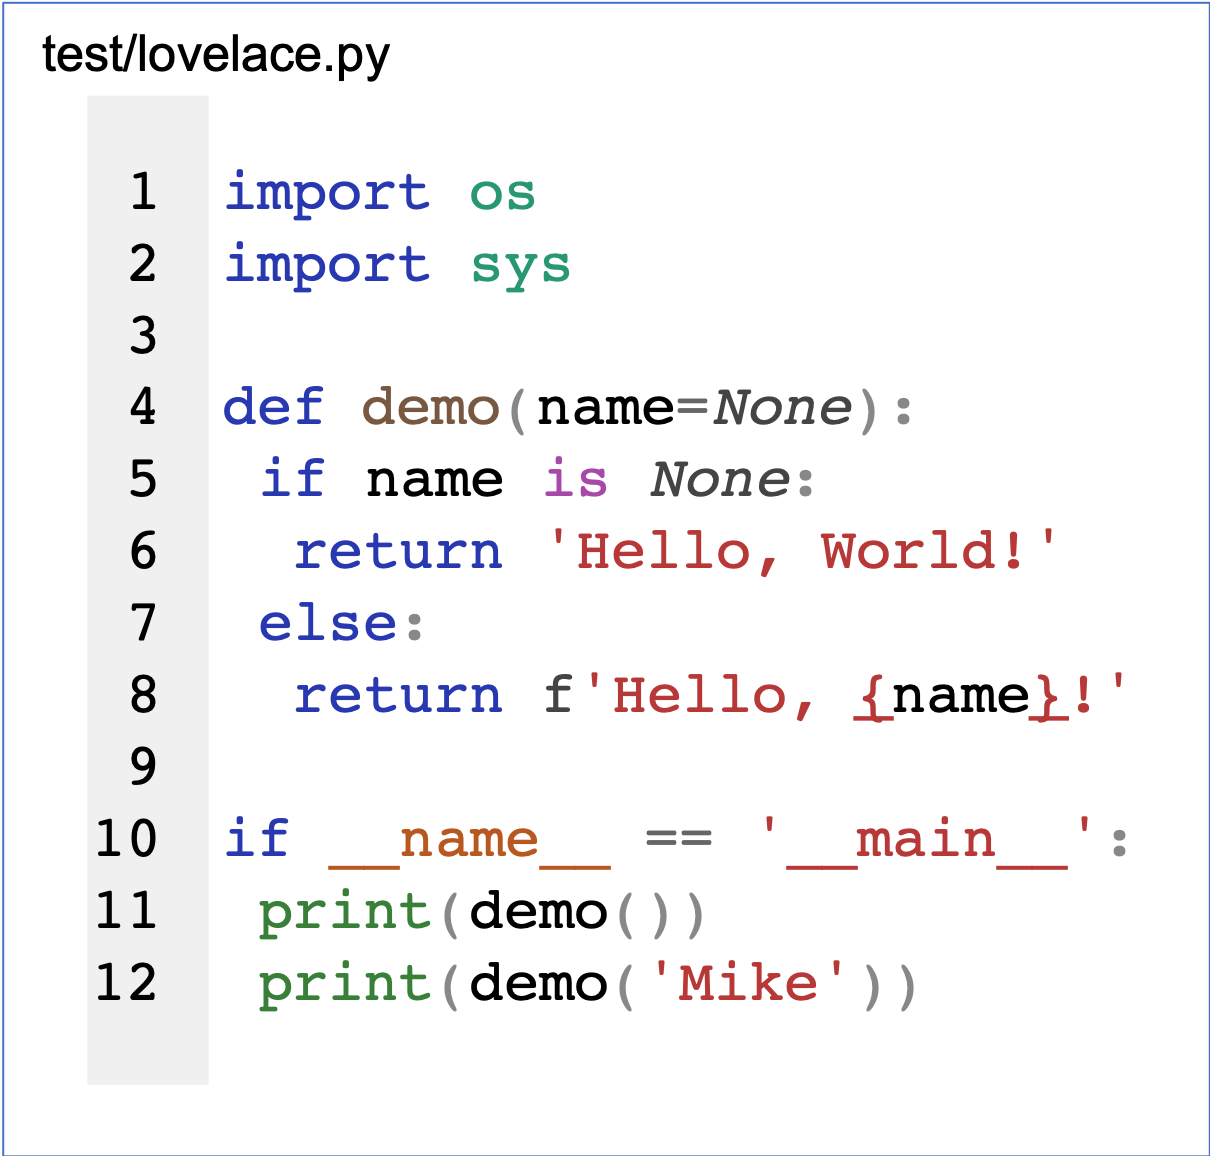 test/lovelace.py
1 import os
2 import sys
3
4 def demo(name=None):
5  if name is None:
6   return 'Hello, World!'
7  else:
8   return f'Hello, {name}!'
9
10 if __name__ == '__main__':
11  print(demo())
12  print(demo('Mike'))